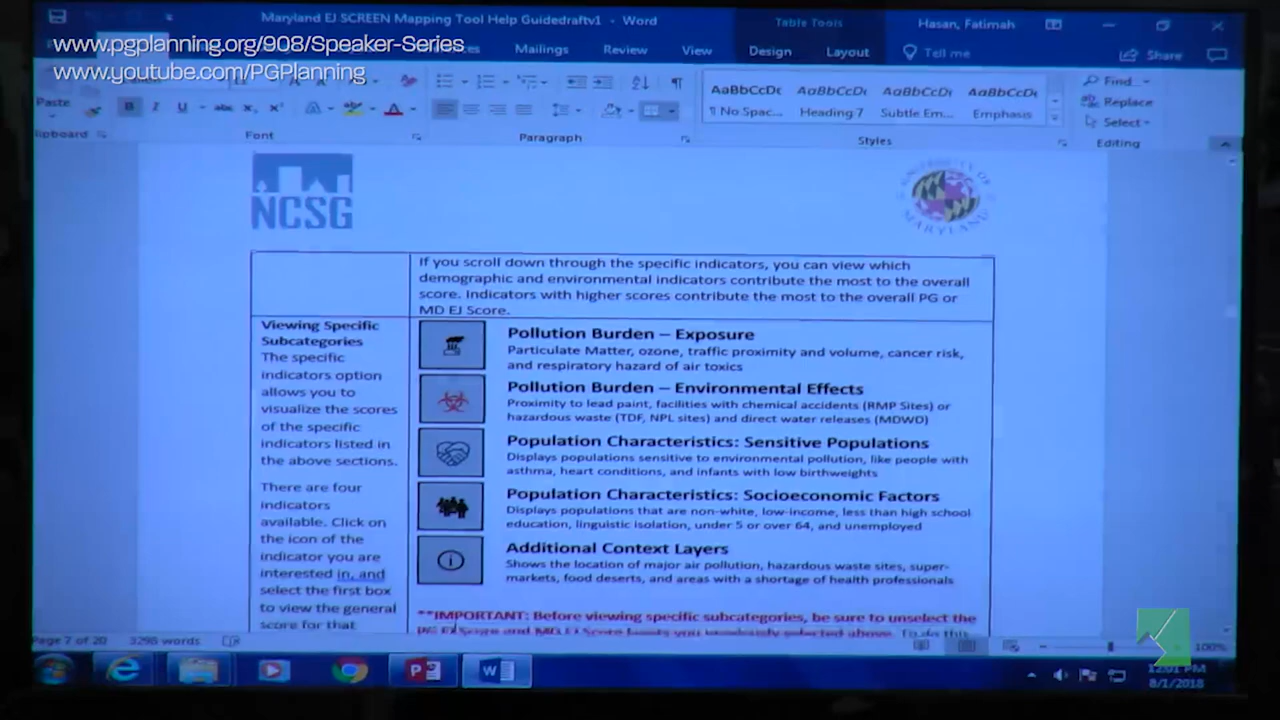 Maryland EJ SCREEN Mapping Tool Help Guidedraftv1 - Word
Table Tools
Hasan, Fatimah
www.pgplanning.org/908/Speaker-Series
www.youtube.com/PGPlanning
Mailings
Review
View
Design
Layout
Tell me
Share
Paste
Font
Paragraph
AaBbCcDc
AaBbCcDc
AaBbCcDc
AaBbCcDc
¶ No Spac...
Heading 7
Subtle Em...
Emphasis
Styles
Find
Replace
Select
Editing
NCSG
UNIVERSITY OF
MARYLAND
If you scroll down through the specific indicators, you can view which
demographic and environmental indicators contribute the most to the overall
score. Indicators with higher scores contribute the most to the overall PG or
MD EJ Score.
Viewing Specific
Subcategories
The specific
indicators option
allows you to
visualize the scores
of the specific
indicators listed in
the above sections.
There are four
indicators
available. Click on
the icon of the
indicator you are
interested in, and
select the first box
to view the general
score for that
Pollution Burden – Exposure
Particulate Matter, ozone, traffic proximity and volume, cancer risk,
and respiratory hazard of air toxics
Pollution Burden – Environmental Effects
Proximity to lead paint, facilities with chemical accidents (RMP Sites) or
hazardous waste (TDF, NPL sites) and direct water releases (MDWD)
Population Characteristics: Sensitive Populations
Displays populations sensitive to environmental pollution, like people with
asthma, heart conditions, and infants with low birthweights
Population Characteristics: Socioeconomic Factors
Displays populations that are non-white, low-income, less than high school
education, linguistic isolation, under 5 or over 64, and unemployed
Additional Context Layers
Shows the location of major air pollution, hazardous waste sites, super-
markets, food deserts, and areas with a shortage of health professionals
**IMPORTANT: Before viewing specific subcategories, be sure to unselect the
Page 7 of 20
3298 words
100%
12:01 PM
8/1/2018